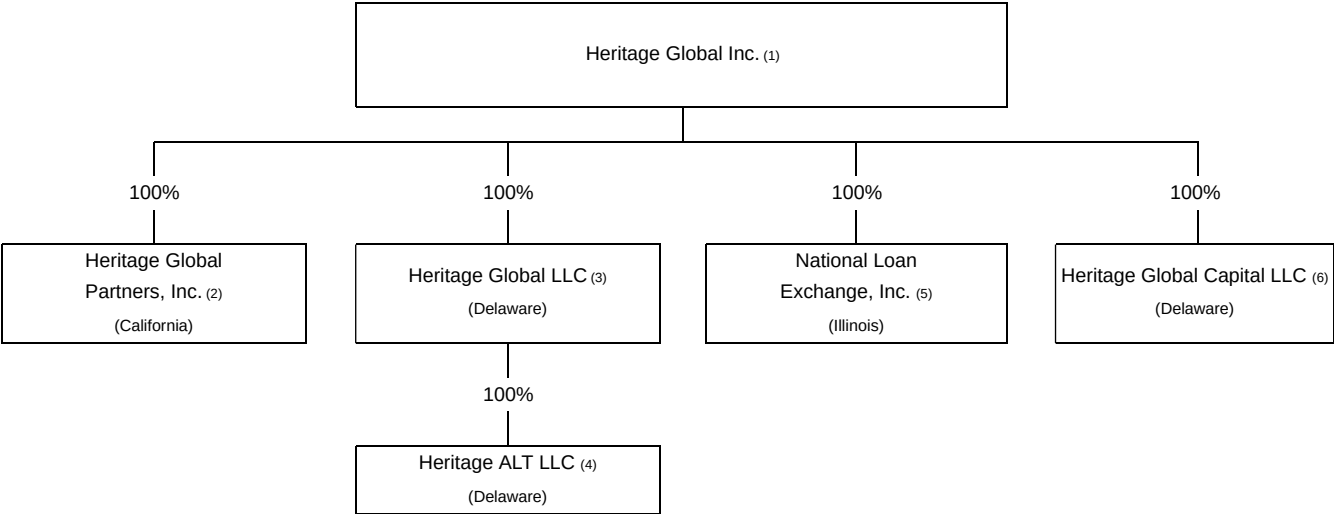 Heritage Global Inc. (1)
100%
100%
100%
100%
Heritage Global
Partners, Inc. (2)
(California)
Heritage Global LLC (3)
(Delaware)
National Loan
Exchange, Inc. (5)
(Illinois)
Heritage Global Capital LLC (6)
(Delaware)
100%
Heritage ALT LLC (4)
(Delaware)